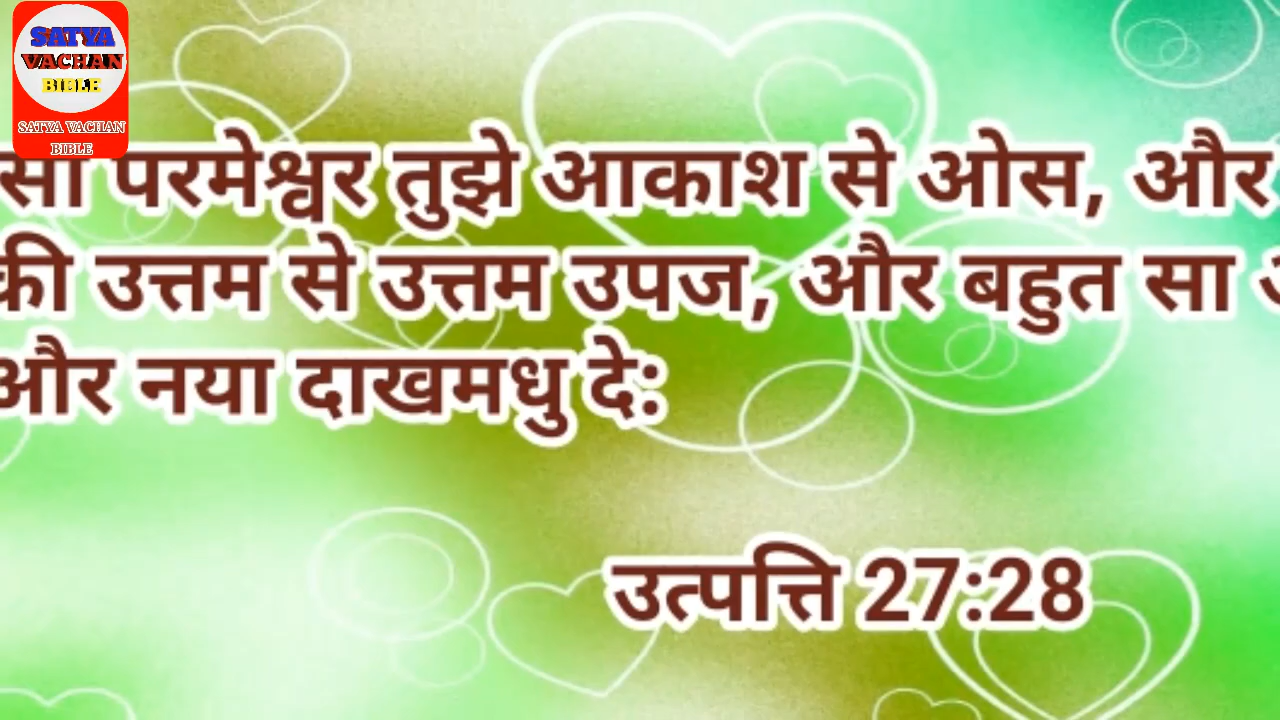 SATYA
VACHAN
BIBLE
SATYA VACHAN
BIBLE
सा परमेश्वर तुझे आकाश से ओस, और
की उत्तम से उत्तम उपज, और बहुत सा
और नया दाखमधु दे:
उत्पत्ति 27:28